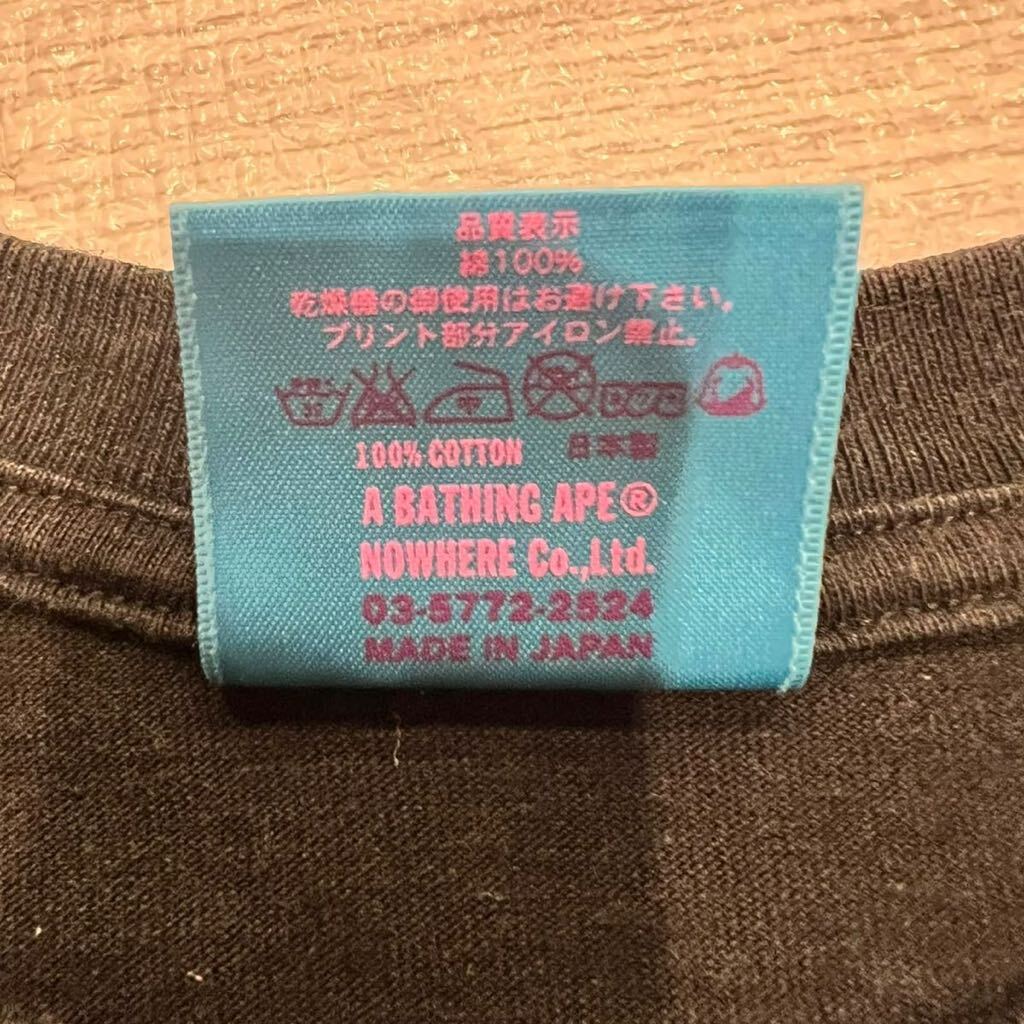 品質表示
綿100%
乾燥機の御使用はお避け下さい。
プリント部分アイロン禁止。
100% COTTON 日本製
A BATHING APE®
NOWHERE Co.,Ltd.
03-5772-2524
MADE IN JAPAN